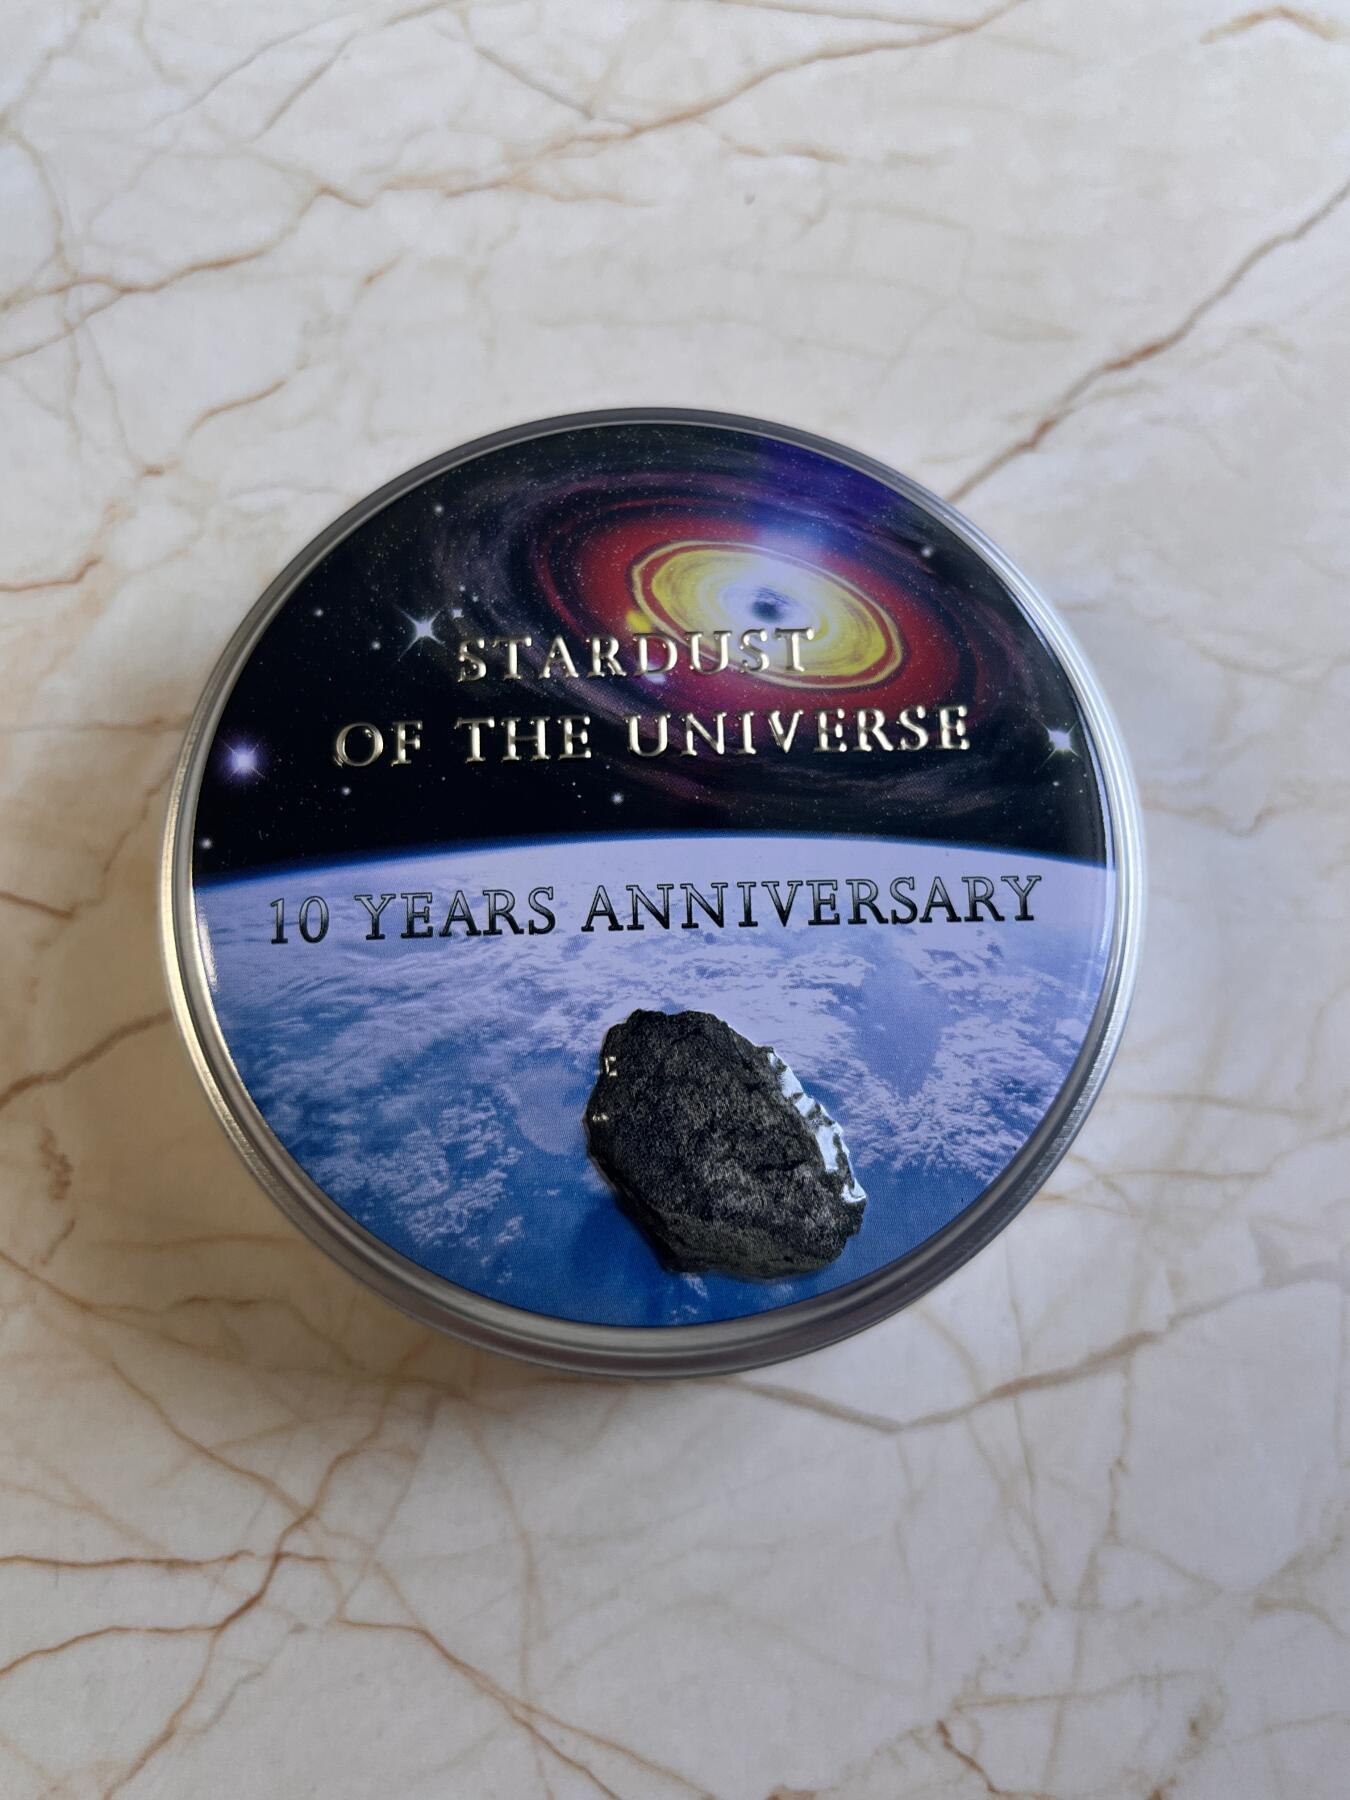 STARDUST
OF THE UNIVERSE
10 YEARS ANNIVERSARY